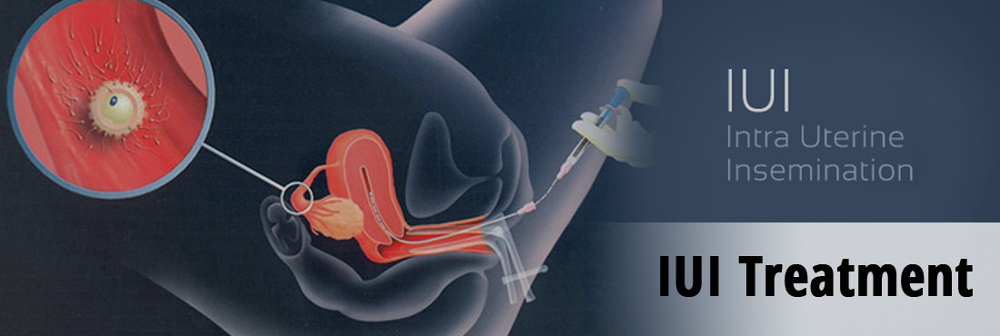 IUI
Intra Uterine
Insemination
IUI Treatment